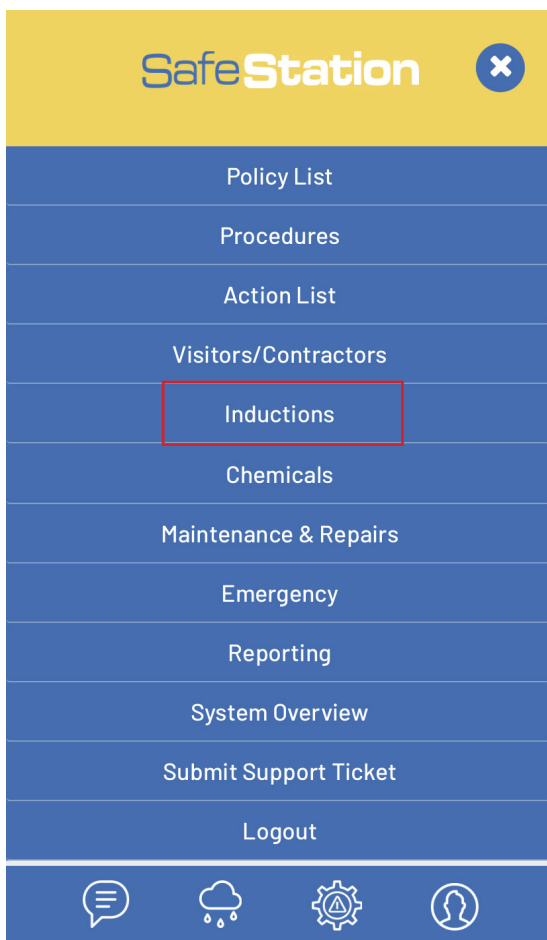 SafeStation
Policy List
Procedures
Action List
Visitors/Contractors
Inductions
Chemicals
Maintenance & Repairs
Emergency
Reporting
System Overview
Submit Support Ticket
Logout